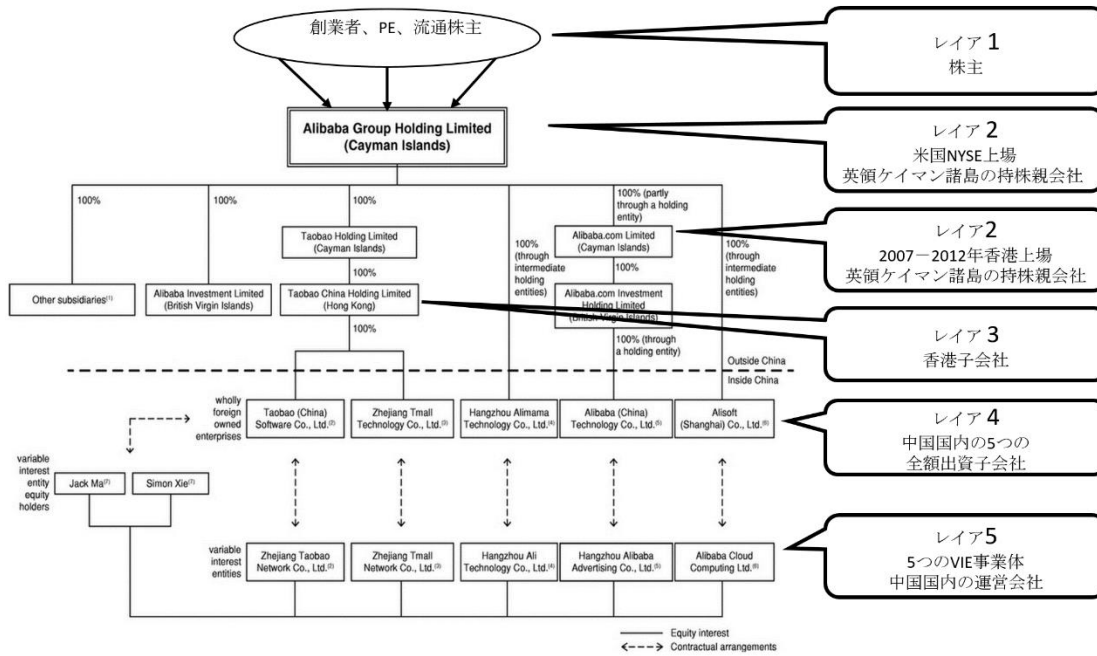 創業者、PE、流通株主
レイア 1
株主
Alibaba Group Holding Limited
(Cayman Islands)
レイア 2
米国NYSE上場
英領ケイマン諸島の持株親会社
100%
100%
100%
100% (partly
through a holding
entity)
100%
(through
intermediate
holding
entities)
100%
(through
intermediate
holding
entities)
Taobao Holding Limited
(Cayman Islands)
Alibaba.com Limited
(Cayman Islands)
レイア2
2007－2012年香港上場
英領ケイマン諸島の持株親会社
100%
100%
Other subsidiaries(1)
Alibaba Investment Limited
(British Virgin Islands)
Taobao China Holding Limited
(Hong Kong)
Alibaba.com Investment
Holding Limited
(British Virgin Islands)
レイア 3
香港子会社
100%
100% (through
a holding entity)
Outside China
Inside China
wholly
foreign
owned
enterprises
Taobao (China)
Software Co., Ltd.(2)
Zhejiang Tmall
Technology Co., Ltd.(3)
Hangzhou Alimama
Technology Co., Ltd.(4)
Alibaba (China)
Technology Co., Ltd.(5)
Alisoft
(Shanghai) Co., Ltd.(6)
レイア 4
中国国内の5つの
全額出資子会社
variable
interest
entity
equity
holders
Jack Ma(7)
Simon Xie(7)
variable
interest
entities
Zhejiang Taobao
Network Co., Ltd.(2)
Zhejiang Tmall
Network Co., Ltd.(3)
Hangzhou Ali
Technology Co., Ltd.(4)
Hangzhou Alibaba
Advertising Co., Ltd.(5)
Alibaba Cloud
Computing Ltd.(6)
レイア5
5つのVIE事業体
中国国内の運営会社
Equity interest
Contractual arrangements